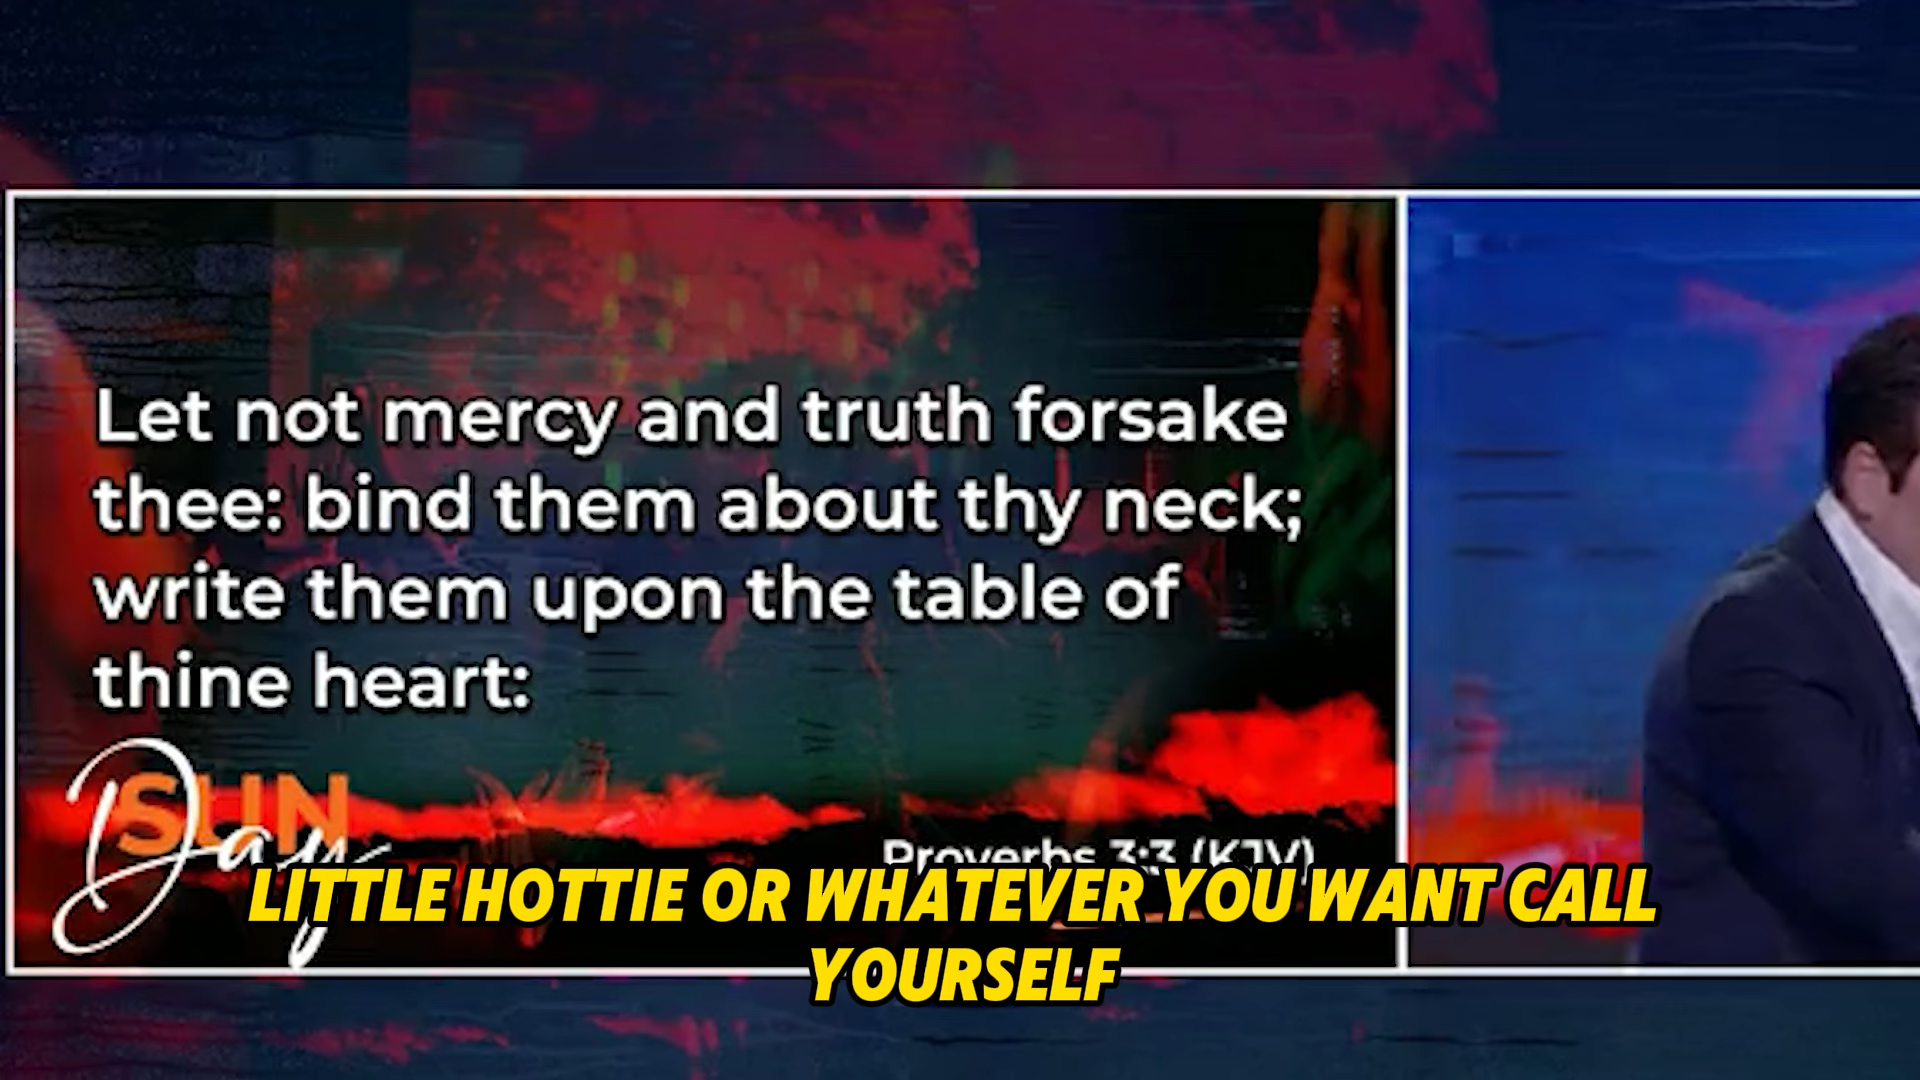 Let not mercy and truth forsake
thee: bind them about thy neck;
write them upon the table of
thine heart:
SUN
Day
Proverbs 3:3 (KJV)
LITTLE HOTTIE OR WHATEVER YOU WANT CALL
YOURSELF